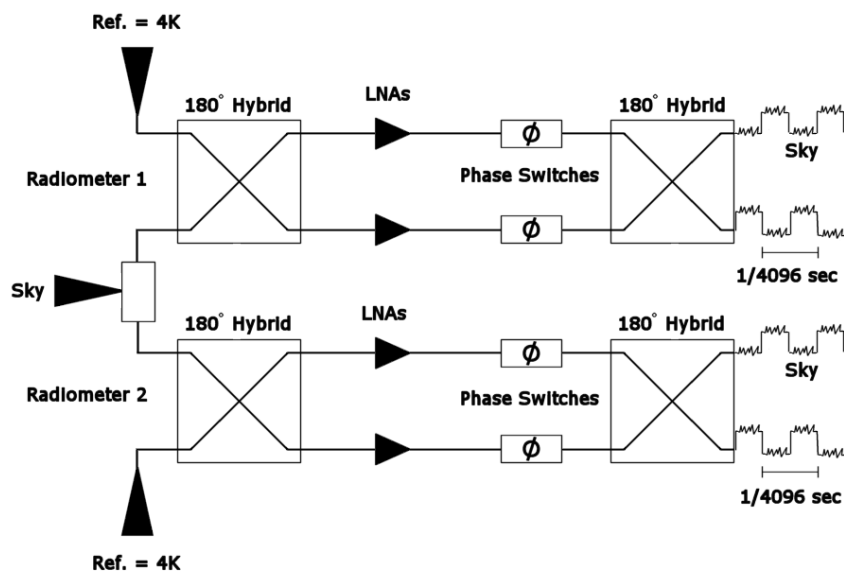 Ref. = 4K
180° Hybrid
LNAs
180° Hybrid
ϕ
Sky
Radiometer 1
Phase Switches
ϕ
1/4096 sec
Sky
180° Hybrid
LNAs
180° Hybrid
ϕ
Sky
Radiometer 2
Phase Switches
ϕ
1/4096 sec
Ref. = 4K